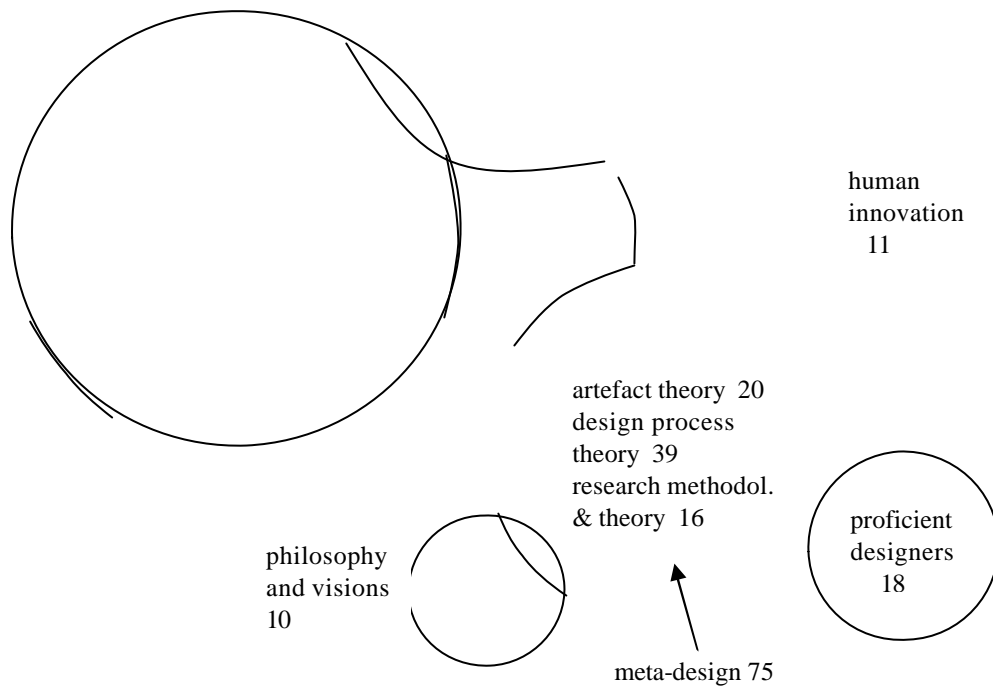 human
innovation
11
artefact theory 20
design process
theory 39
research methodol.
& theory 16
proficient
designers
18
philosophy
and visions
10
meta-design 75